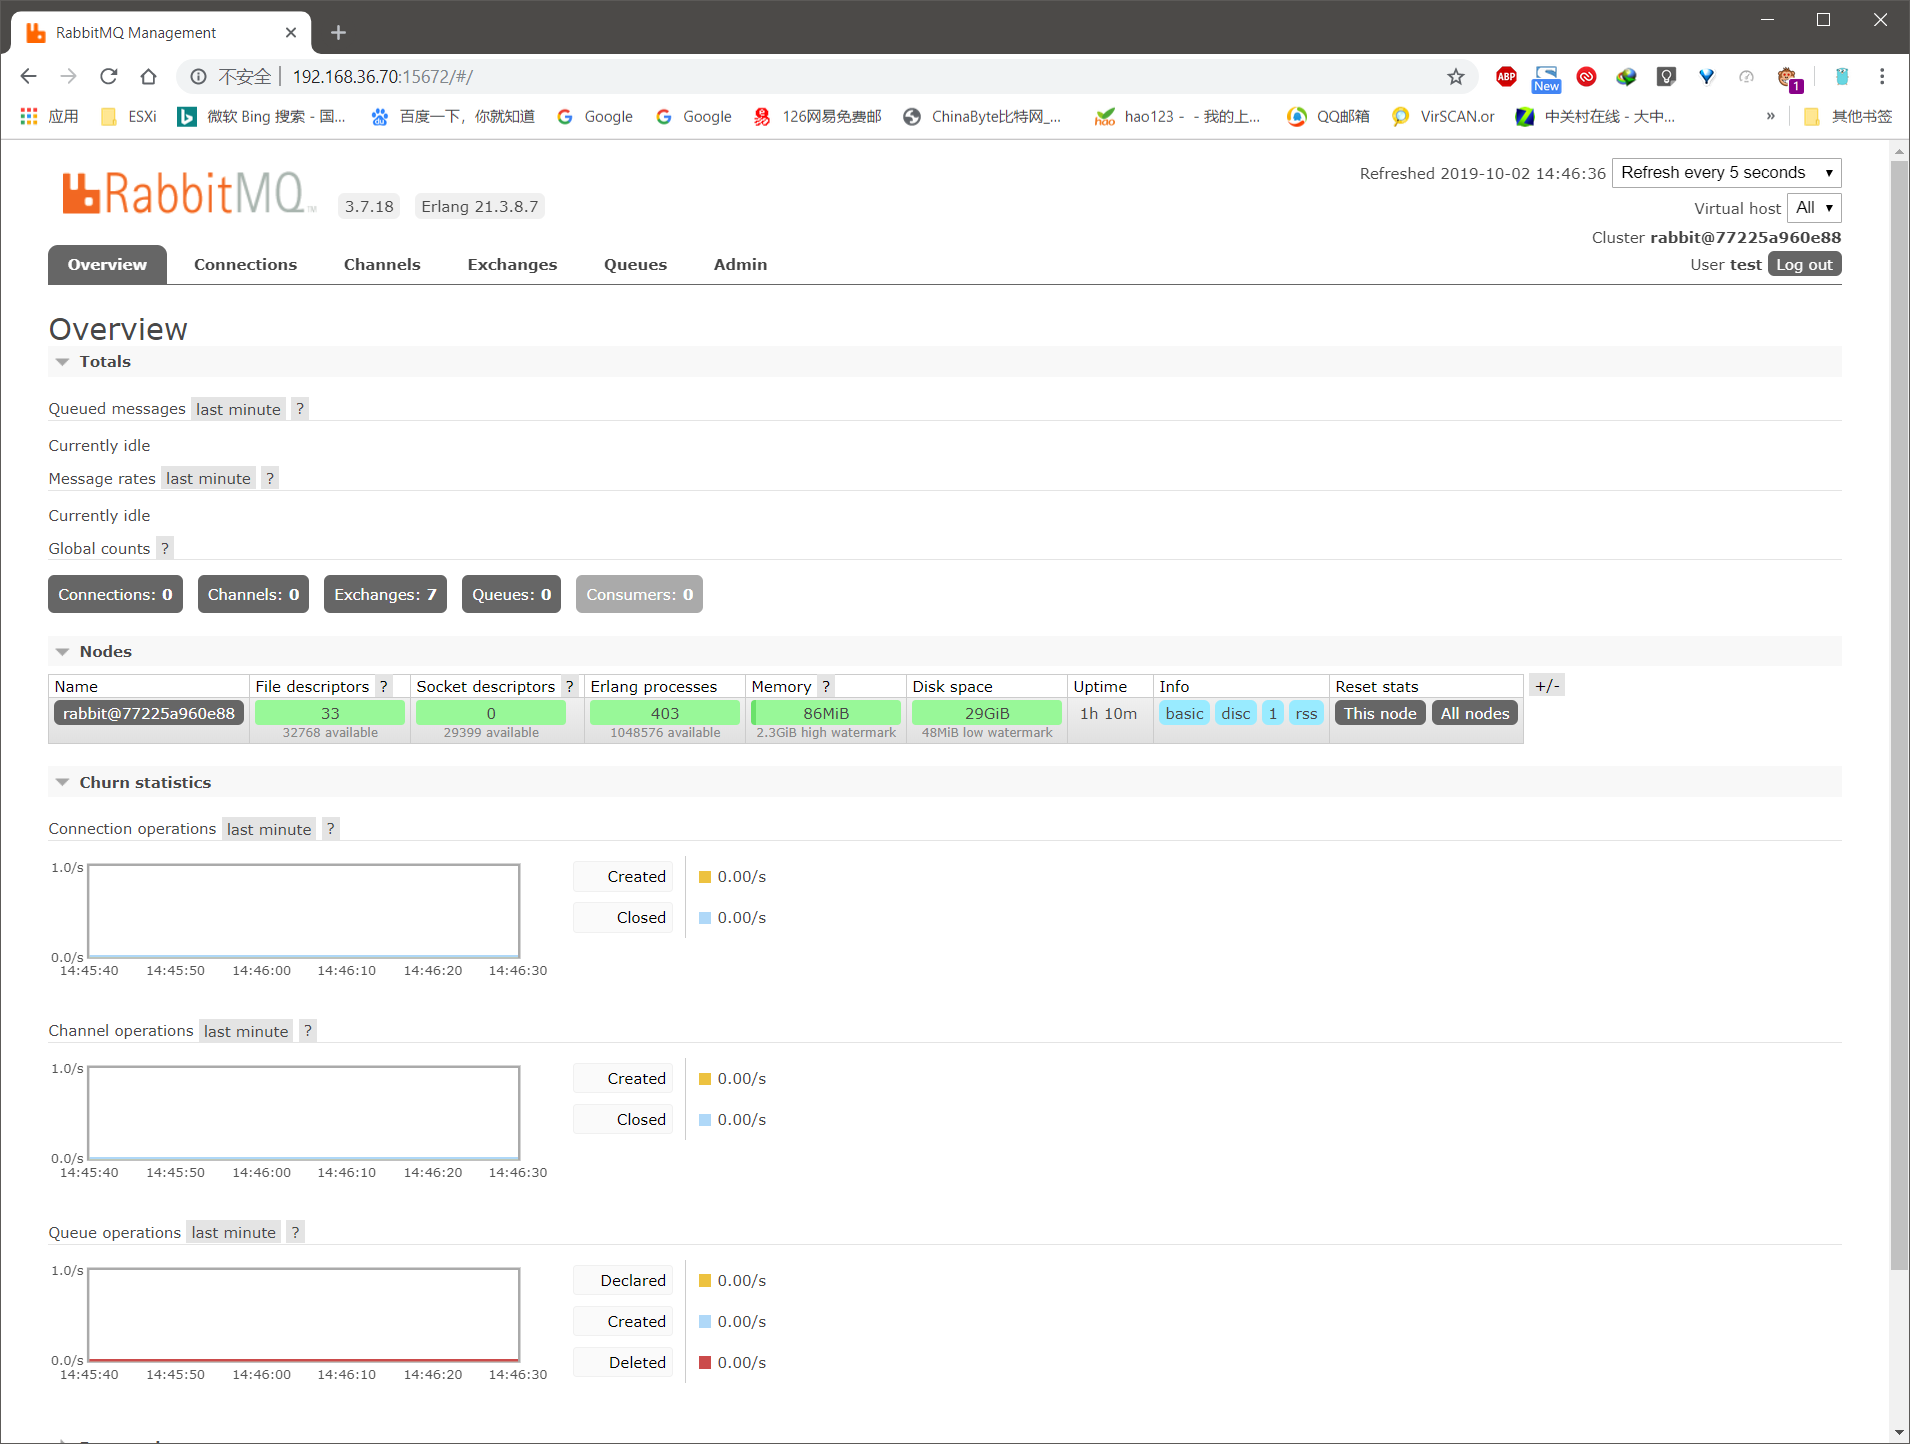 RabbitMQ Management
不安全 | 192.168.36.70:15672/#/
ABP
New
1
应用 ESXi 微软 Bing 搜索 - 国... 百度一下，你就知道 Google Google 126网易免费邮 ChinaByte比特网_... hao123 - - 我的上... QQ邮箱 VirSCAN.or 中关村在线 - 大中... » 其他书签
RabbitMQ TM 3.7.18 Erlang 21.3.8.7
Refreshed 2019-10-02 14:46:36 Refresh every 5 seconds
Virtual host All
Cluster rabbit@77225a960e88
User test Log out
Overview Connections Channels Exchanges Queues Admin
Overview
Totals
Queued messages last minute ?
Currently idle
Message rates last minute ?
Currently idle
Global counts ?
Connections: 0 Channels: 0 Exchanges: 7 Queues: 0 Consumers: 0
Nodes
Name File descriptors ? Socket descriptors ? Erlang processes Memory ? Disk space Uptime Info Reset stats +/-
rabbit@77225a960e88 33 0 403 86MiB 29GiB 1h 10m basic disc 1 rss This node All nodes
32768 available 29399 available 1048576 available 2.3GiB high watermark 48MiB low watermark
Churn statistics
Connection operations last minute ?
1.0/s
0.0/s
14:45:40 14:45:50 14:46:00 14:46:10 14:46:20 14:46:30
Created 0.00/s
Closed 0.00/s
Channel operations last minute ?
1.0/s
0.0/s
14:45:40 14:45:50 14:46:00 14:46:10 14:46:20 14:46:30
Created 0.00/s
Closed 0.00/s
Queue operations last minute ?
1.0/s
0.0/s
14:45:40 14:45:50 14:46:00 14:46:10 14:46:20 14:46:30
Declared 0.00/s
Created 0.00/s
Deleted 0.00/s